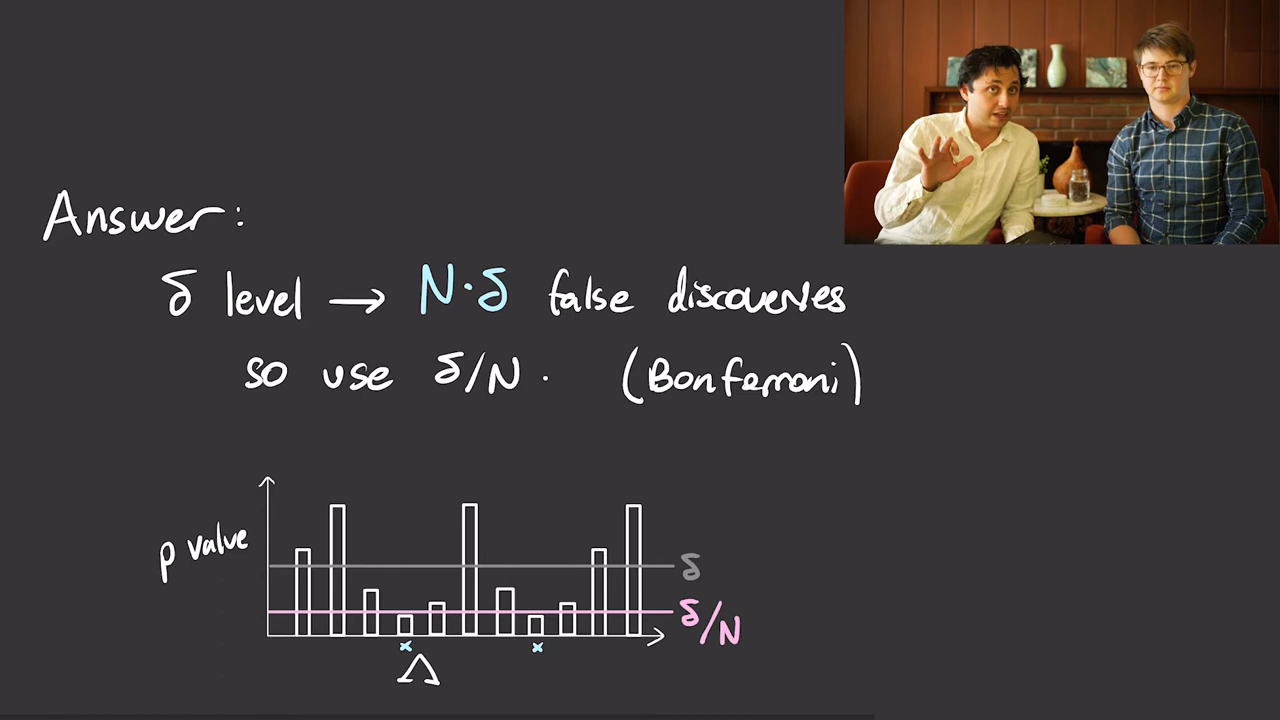 Answer:
δ level → N·δ false discoveries
so use δ/N. (Bonferroni)
p value
δ
δ/N
x x
Λ